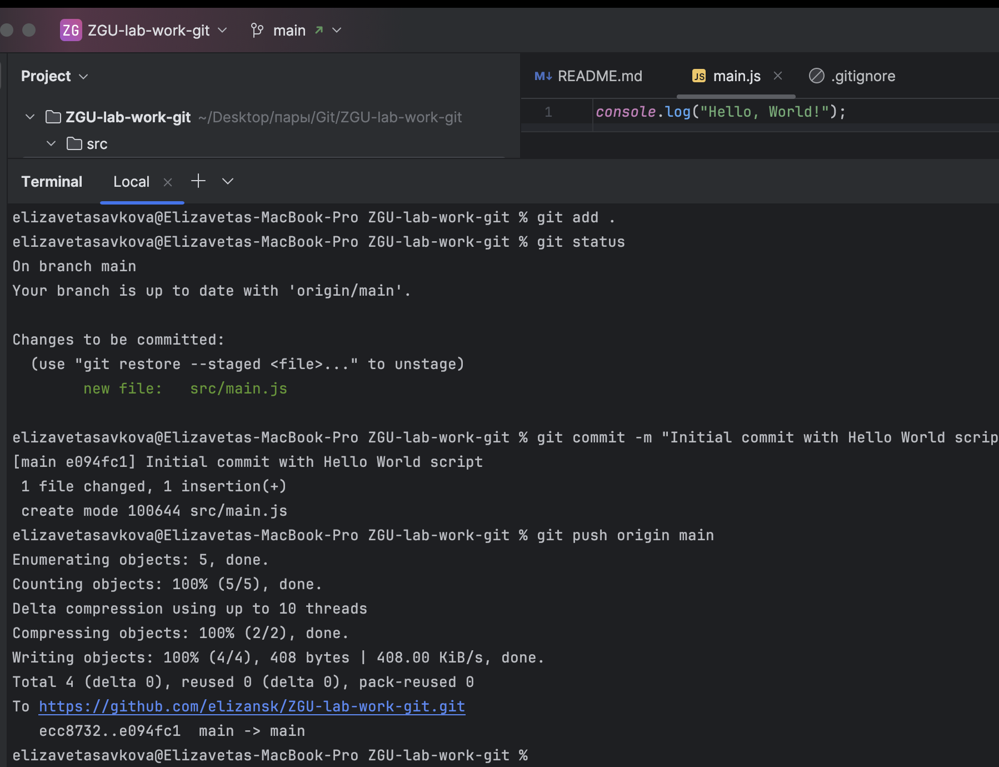 ZG ZGU-lab-work-git main
Project
README.md
JS main.js
.gitignore
ZGU-lab-work-git ~/Desktop/пары/Git/ZGU-lab-work-git
src
1 console.log("Hello, World!");
Terminal Local
elizavetasavkova@Elizavetas-MacBook-Pro ZGU-lab-work-git % git add .
elizavetasavkova@Elizavetas-MacBook-Pro ZGU-lab-work-git % git status
On branch main
Your branch is up to date with 'origin/main'.
Changes to be committed:
(use "git restore --staged <file>..." to unstage)
new file: src/main.js
elizavetasavkova@Elizavetas-MacBook-Pro ZGU-lab-work-git % git commit -m "Initial commit with Hello World scrip
[main e094fc1] Initial commit with Hello World script
1 file changed, 1 insertion(+)
create mode 100644 src/main.js
elizavetasavkova@Elizavetas-MacBook-Pro ZGU-lab-work-git % git push origin main
Enumerating objects: 5, done.
Counting objects: 100% (5/5), done.
Delta compression using up to 10 threads
Compressing objects: 100% (2/2), done.
Writing objects: 100% (4/4), 408 bytes | 408.00 KiB/s, done.
Total 4 (delta 0), reused 0 (delta 0), pack-reused 0
To https://github.com/elizansk/ZGU-lab-work-git.git
ecc8732..e094fc1 main -> main
elizavetasavkova@Elizavetas-MacBook-Pro ZGU-lab-work-git %